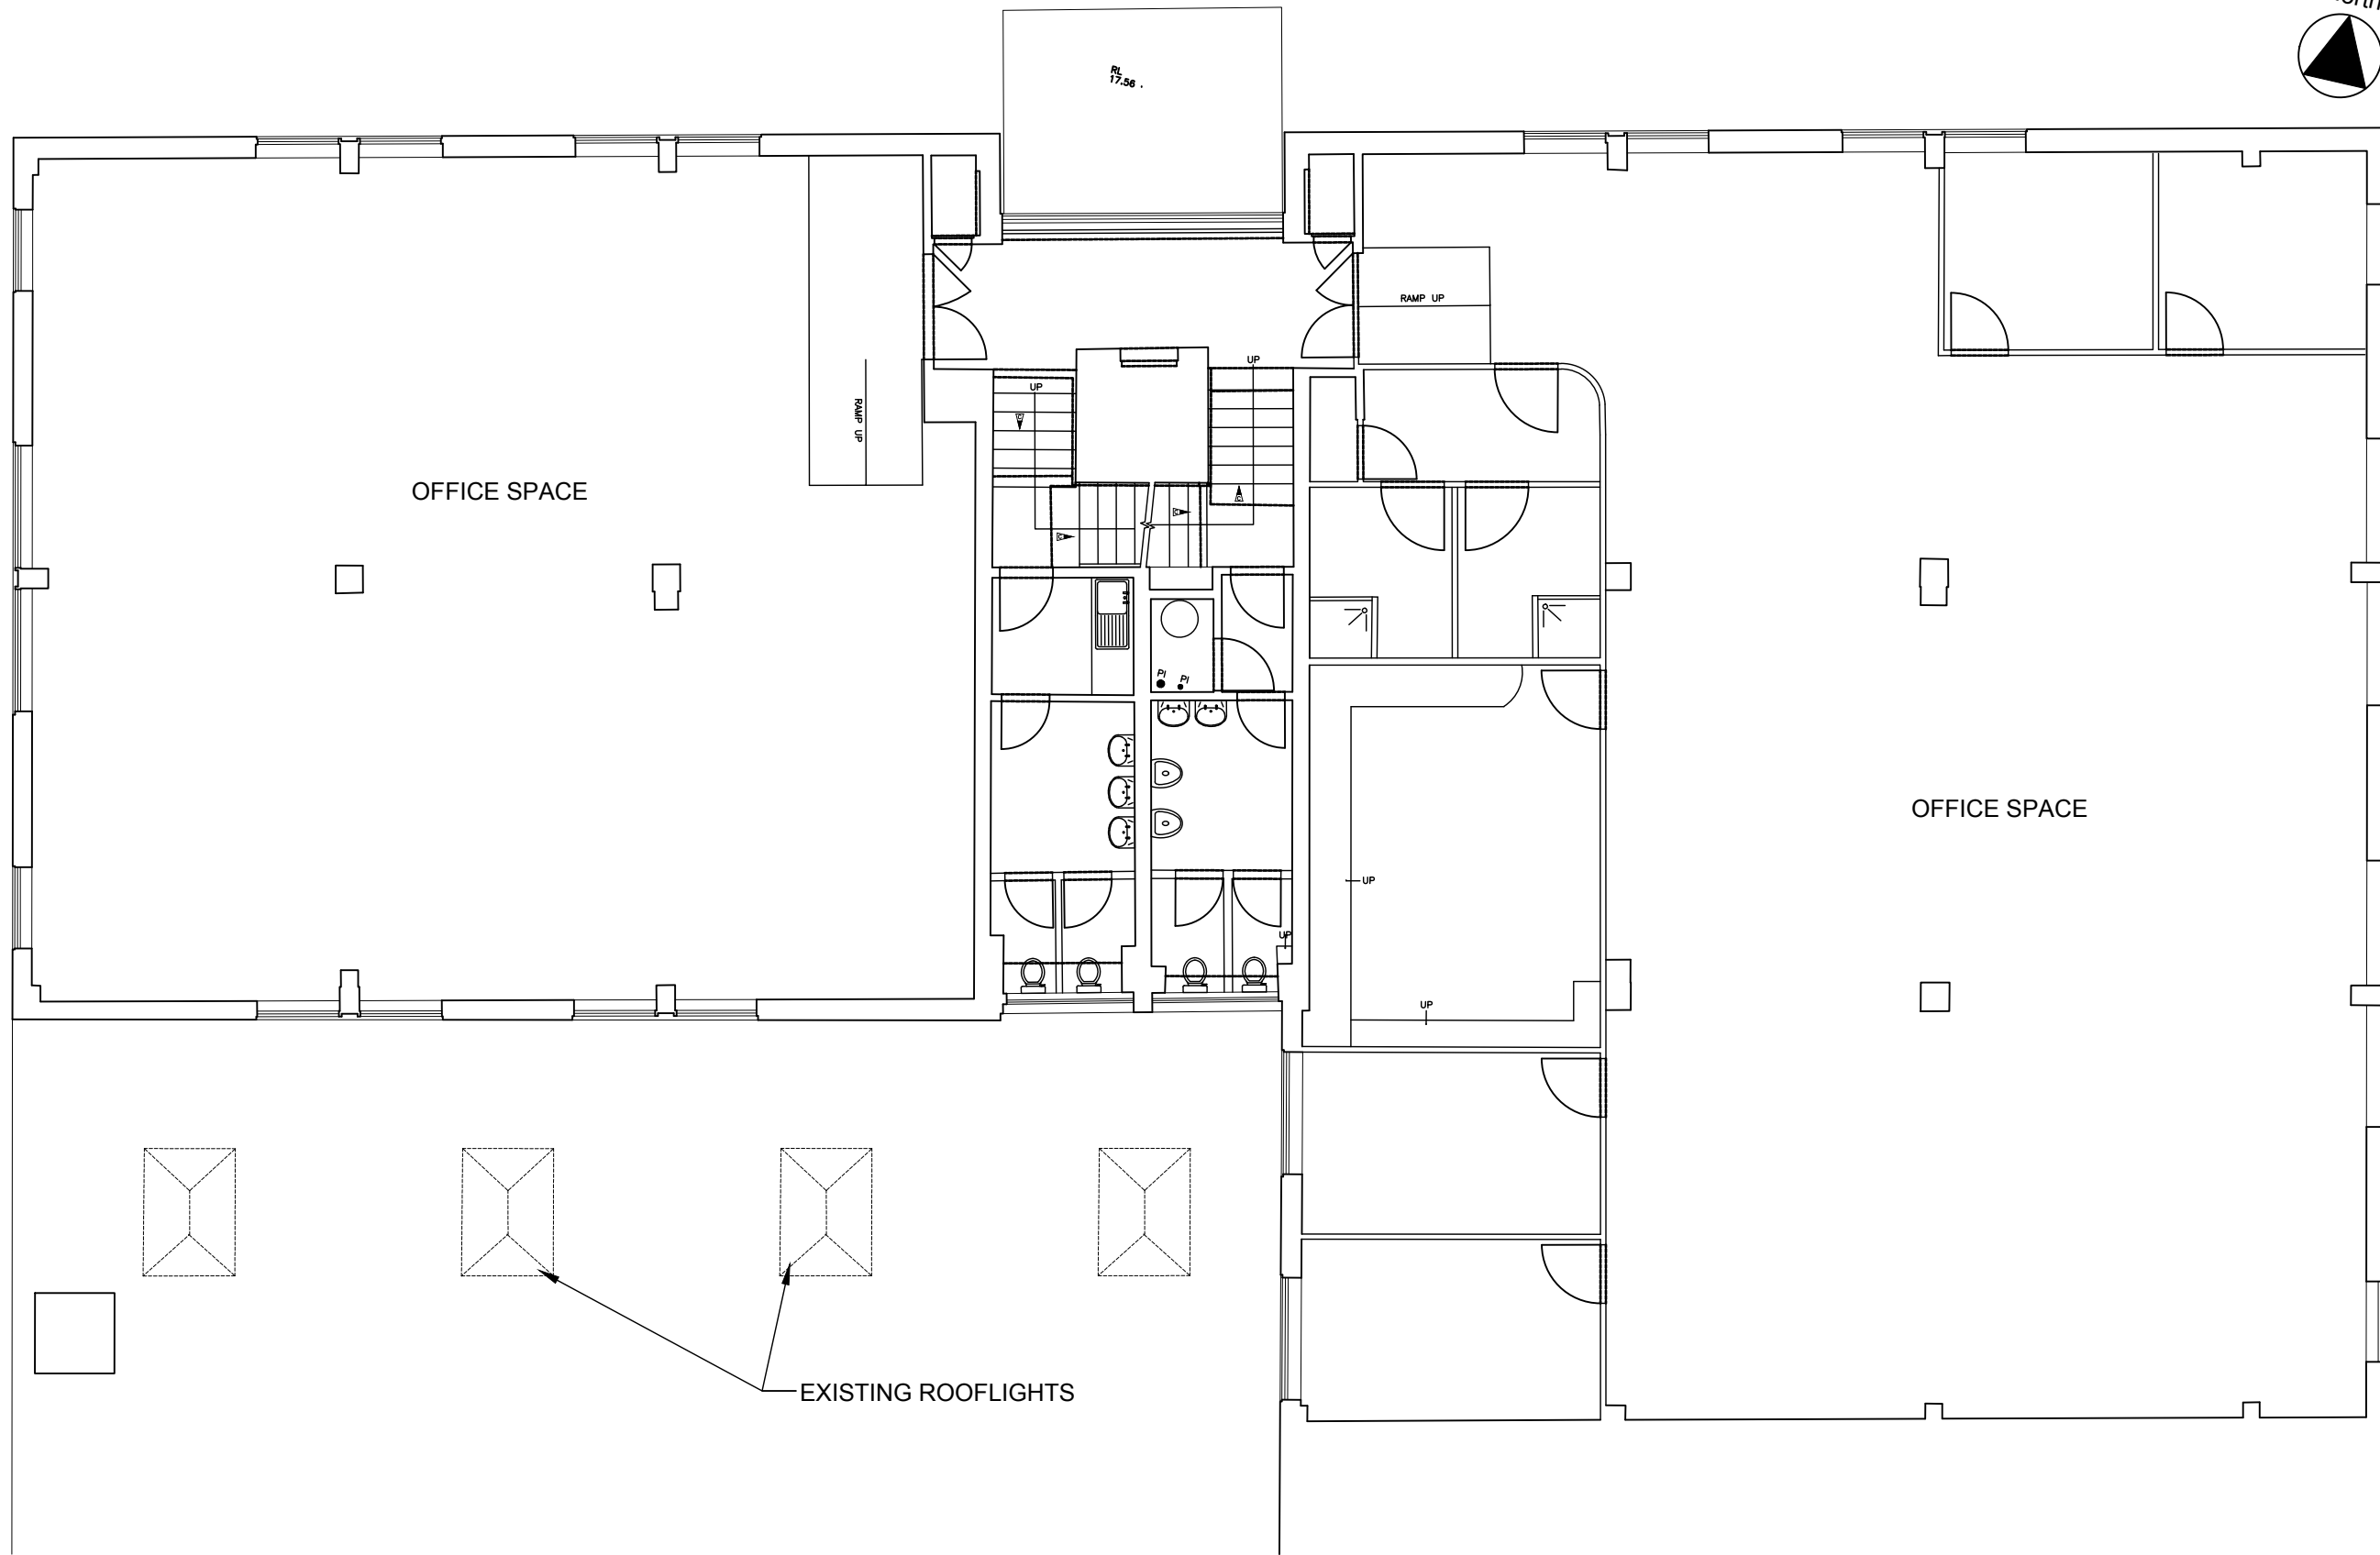 North
RL
17.56 .
RAMP UP
UP
UP
RAMP UP
OFFICE SPACE
PI
PI
OFFICE SPACE
UP
UP
UP
EXISTING ROOFLIGHTS